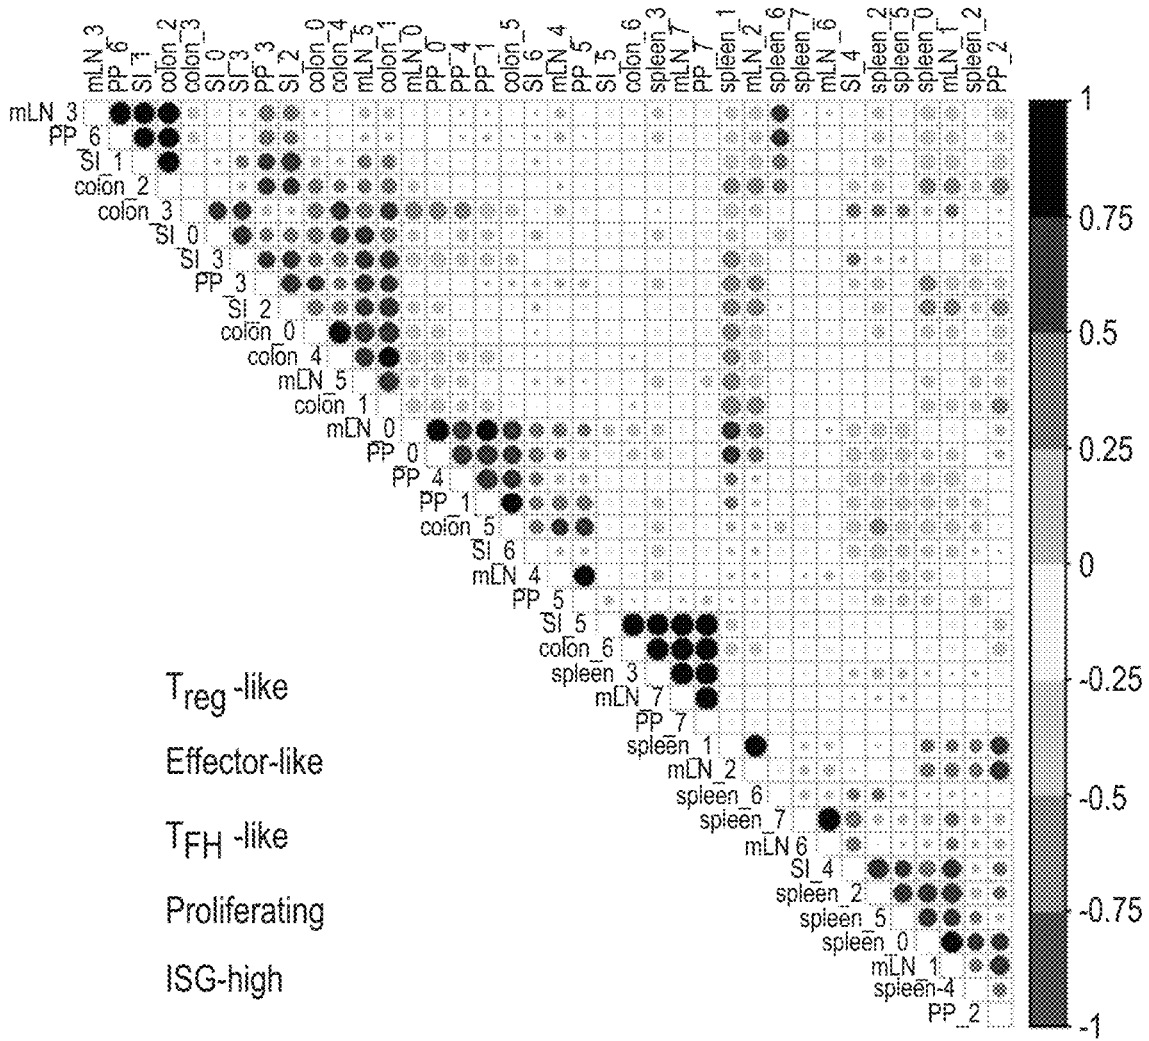 mLN_3
PP_6
SI_1
colon_2
colon_3
SI_0
SI_3
PP_3
SI_2
colon_0
colon_4
mLN_5
colon_1
mLN_0
PP_0
PP_4
PP_1
colon_5
SI_6
mLN_4
PP_5
SI_5
colon_6
spleen_3
mLN_7
PP_7
spleen_1
mLN_2
spleen_6
spleen_7
mLN_6
SI_4
spleen_2
spleen_5
spleen_0
mLN_1
spleen_2
PP_2
mLN_3
PP_6
SI_1
colon_2
colon_3
SI_0
SI_3
PP_3
SI_2
colon_0
colon_4
mLN_5
colon_1
mLN_0
PP_0
PP_4
PP_1
colon_5
SI_6
mLN_4
PP_5
SI_5
colon_6
spleen_3
mLN_7
PP_7
spleen_1
mLN_2
spleen_6
spleen_7
mLN 6
SI_4
spleen_2
spleen_5
spleen_0
mLN_1
spleen-4
PP_2
1
0.75
0.5
0.25
0
-0.25
-0.5
-0.75
-1
Treg -like
Effector-like
TFH -like
Proliferating
ISG-high